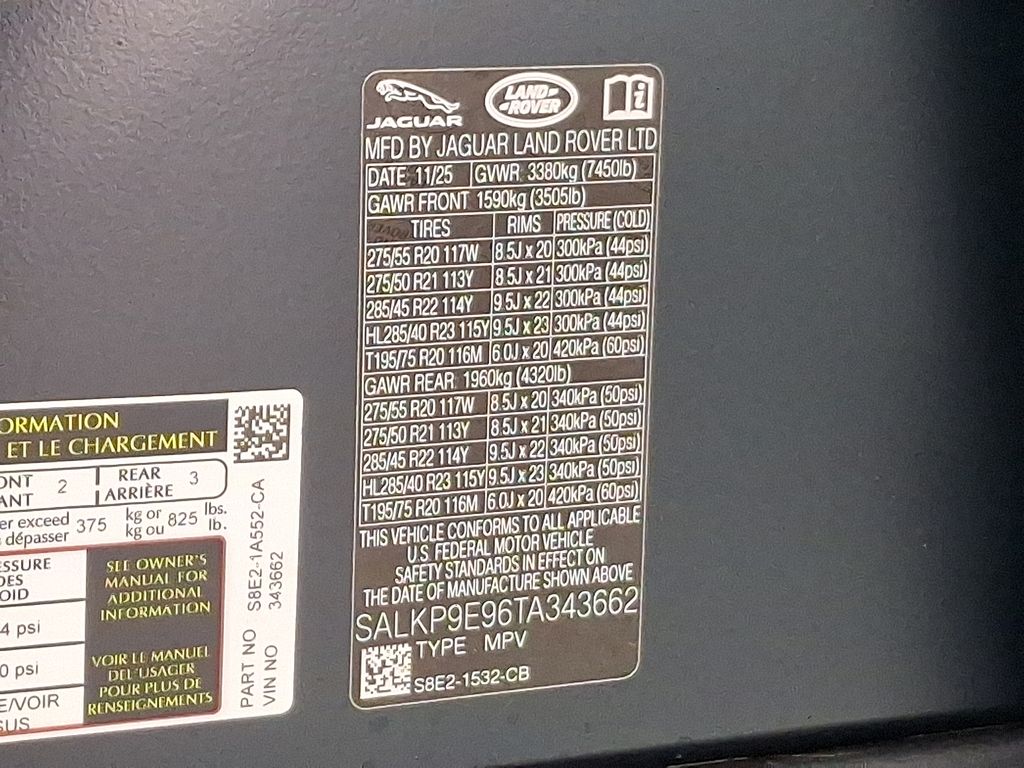 JAGUAR
LAND ROVER
MFD BY JAGUAR LAND ROVER LTD
DATE 11/25 GVWR 3380kg (7450lb)
GAWR FRONT 1590kg (3505lb)
TIRES RIMS PRESSURE (COLD)
275/55 R20 117W 8.5J x 20 300kPa (44psi)
275/50 R21 113Y 8.5J x 21 300kPa (44psi)
285/45 R22 114Y 9.5J x 22 300kPa (44psi)
HL285/40 R23 115Y 9.5J x 23 300kPa (44psi)
T195/75 R20 116M 6.0J x 20 420kPa (60psi)
GAWR REAR 1960kg (4320lb)
275/55 R20 117W 8.5J x 20 340kPa (50psi)
275/50 R21 113Y 8.5J x 21 340kPa (50psi)
285/45 R22 114Y 9.5J x 22 340kPa (50psi)
HL285/40 R23 115Y 9.5J x 23 340kPa (50psi)
T195/75 R20 116M 6.0J x 20 420kPa (60psi)
THIS VEHICLE CONFORMS TO ALL APPLICABLE
U.S. FEDERAL MOTOR VEHICLE
SAFETY STANDARDS IN EFFECT ON
THE DATE OF MANUFACTURE SHOWN ABOVE
SALKP9E96TA343662
TYPE MPV
S8E2-1532-CB
ORMATION
ET LE CHARGEMENT
ONT
ANT 2
REAR
ARRIÈRE 3
er exceed
dépasser 375 kg or
kg ou 825 lbs.
lb.
ESSURE
DES
OID
4 psi
0 psi
E/VOIR
SUS
SEE OWNER'S
MANUAL FOR
ADDITIONAL
INFORMATION
VOIR LE MANUEL
DEL'USAGER
POUR PLUS DE
RENSEIGNEMENTS
PART NO S8E2-1A552-CA
VIN NO 343662